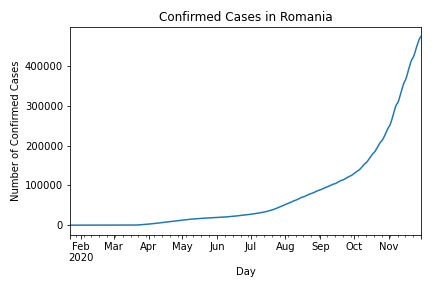 Confirmed Cases in Romania
Number of Confirmed Cases
400000
300000
200000
100000
0
Feb Mar Apr May Jun Jul Aug Sep Oct Nov
2020
Day